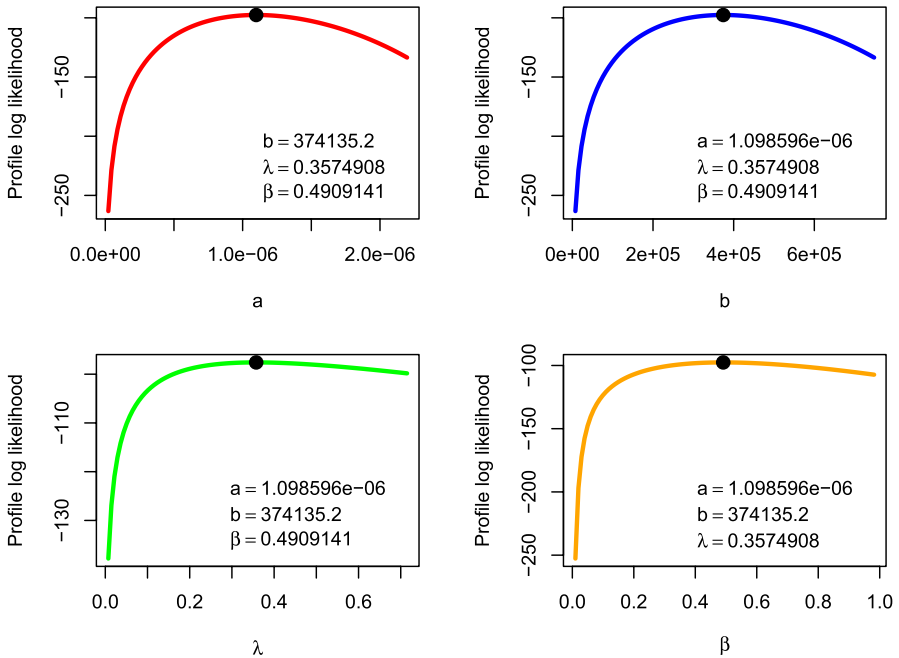 Profile log likelihood
−150
−250
b = 374135.2
λ = 0.3574908
β = 0.4909141
0.0e+00 1.0e−06 2.0e−06
a
Profile log likelihood
−150
−250
a = 1.098596e−06
λ = 0.3574908
β = 0.4909141
0e+00 2e+05 4e+05 6e+05
b
Profile log likelihood
−110
−130
a = 1.098596e−06
b = 374135.2
β = 0.4909141
0.0 0.2 0.4 0.6
λ
Profile log likelihood
−100
−150
−200
−250
a = 1.098596e−06
b = 374135.2
λ = 0.3574908
0.0 0.2 0.4 0.6 0.8 1.0
β